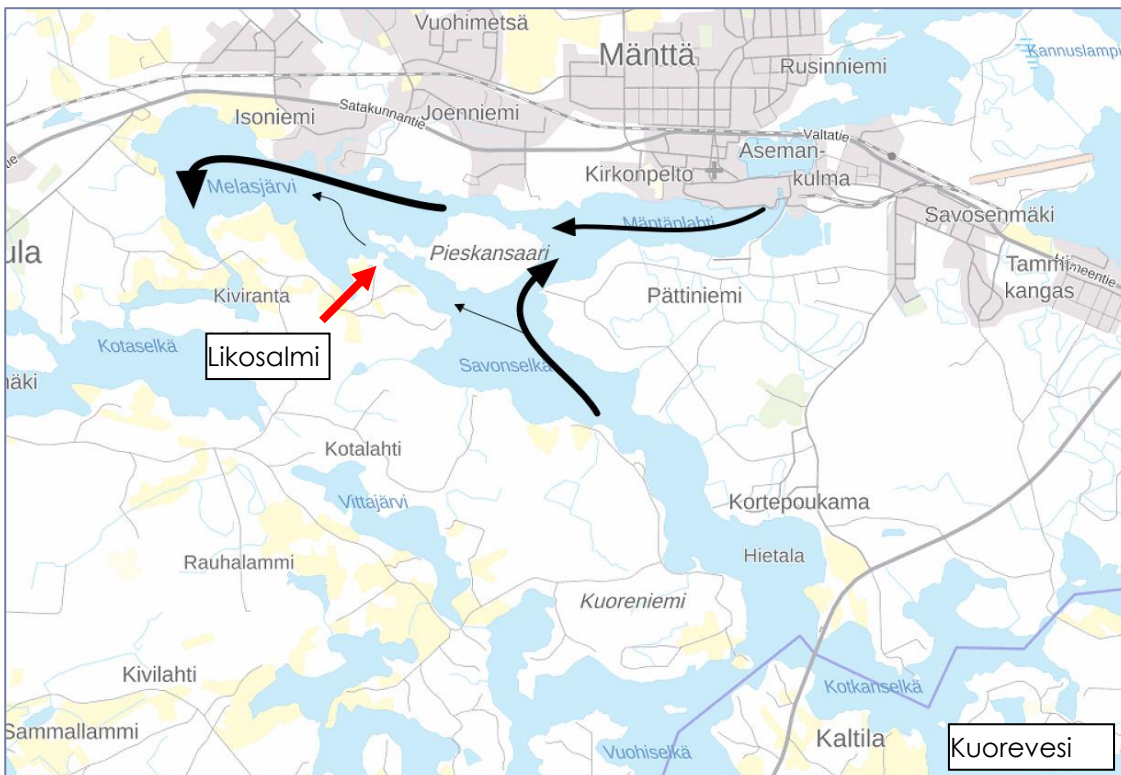 Vuohimetsä
Mänttä
Rusinniemi
Kannuslampi
Satakunnantie
Joenniemi
Isoniemi
Valtatie
Aseman-
kulma
Kirkonpelto
tie
Melasjärvi
Mäntänlahti
Savosenmäki
ula
Pieskansaari
Tammi-
kangas
Kiviranta
Pättiniemi
Kotaselkä
Likosalmi
Savonselkä
mäki
Kotalahti
Vittajärvi
Kortepoukama
Rauhalammi
Hietala
Kuoreniemi
Kivilahti
Kotkanselkä
Sammallammi
Vuohiselkä
Kaltila
Kuorevesi